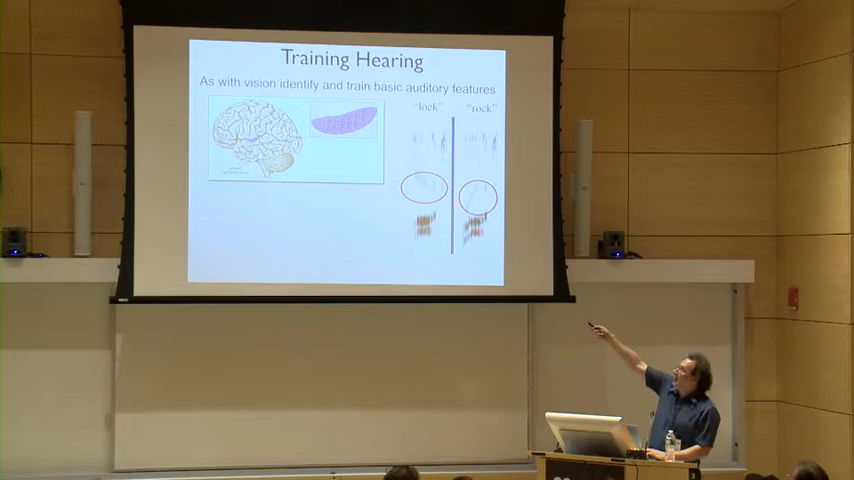 Training Hearing
As with vision identify and train basic auditory features
"lock" "rock"